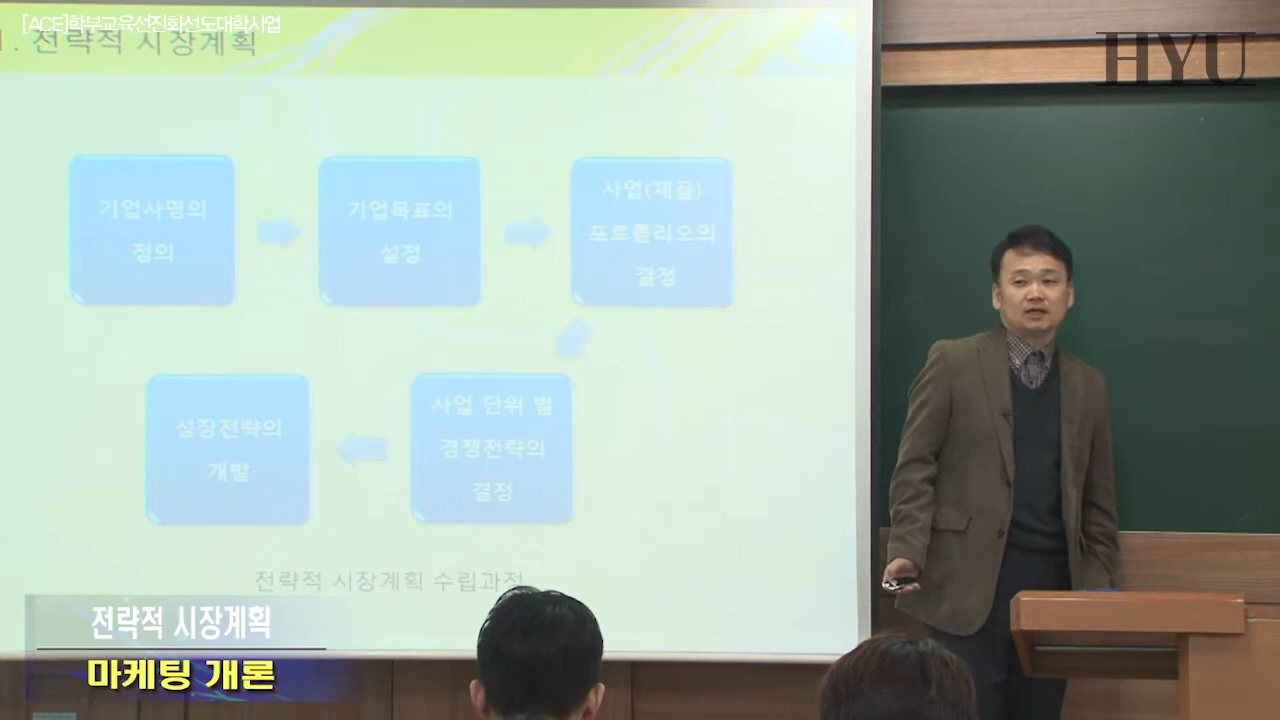 [ACE]학부교육선진화선도대학사업
1. 전략적 시장계획
HYU
기업사명의
정의
기업목표의
설정
사업(제품)
포트폴리오의
결정
사업 단위 별
경쟁전략의
결정
성장전략의
개발
전략적 시장계획 수립과정
전략적 시장계획
마케팅 개론